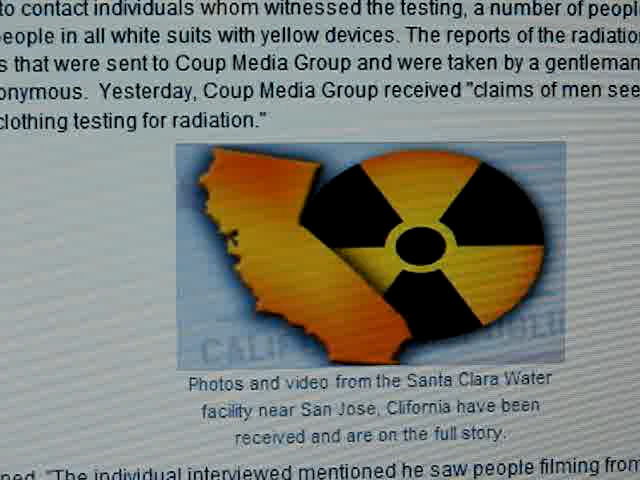 to contact individuals whom witnessed the testing, a number of peopl
people in all white suits with yellow devices. The reports of the radiatio
s that were sent to Coup Media Group and were taken by a gentleman
onymous. Yesterday, Coup Media Group received "claims of men see
clothing testing for radiation."
CALIF
Photos and video from the Santa Clara Water
facility near San Jose, Clifornia have been
received and are on the full story.
ned, "The individual interviewed mentioned he saw people filming from